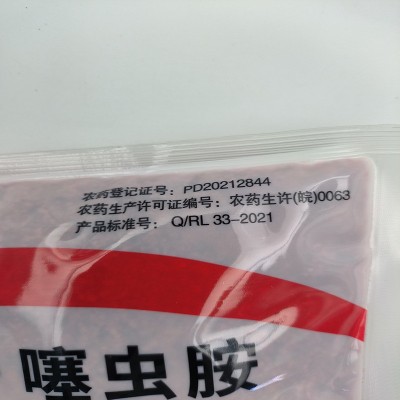 农药登记证号：PD20212844
农药生产许可证编号：农药生许(皖)0063
产品标准号：Q/RL 33-2021
噻虫胺